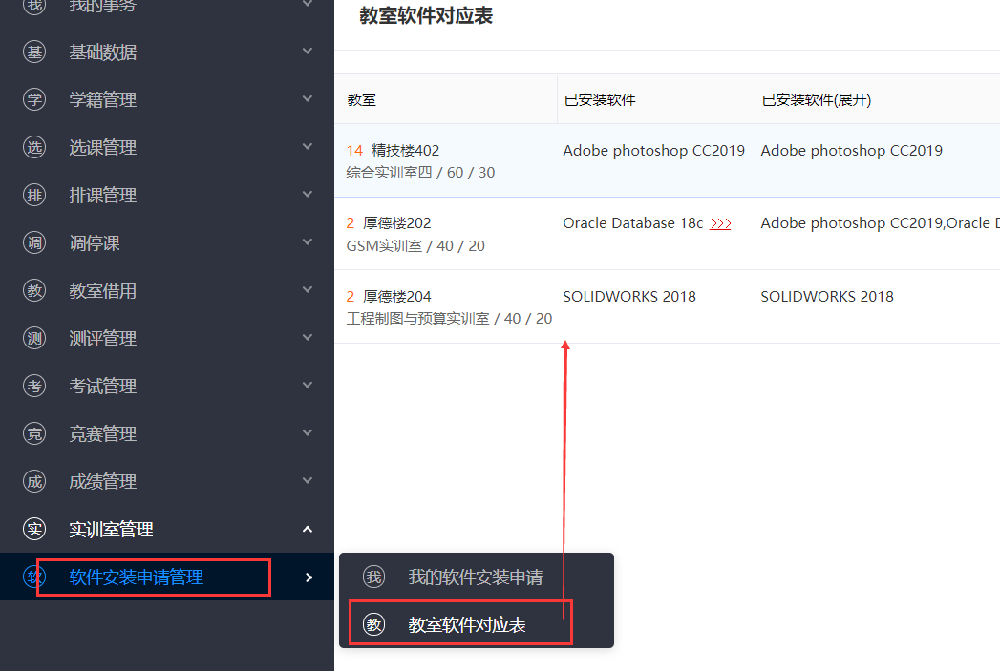 我 我的事务
基 基础数据
学 学籍管理
选 选课管理
排 排课管理
调 调停课
教 教室借用
测 测评管理
考 考试管理
竞 竞赛管理
成 成绩管理
实 实训室管理
软 软件安装申请管理
我 我的软件安装申请
教 教室软件对应表
教室软件对应表
教室 已安装软件 已安装软件(展开)
14 精技楼402 Adobe photoshop CC2019 Adobe photoshop CC2019
综合实训室四 / 60 / 30
2 厚德楼202 Oracle Database 18c >>> Adobe photoshop CC2019,Oracle D
GSM实训室 / 40 / 20
2 厚德楼204 SOLIDWORKS 2018 SOLIDWORKS 2018
工程制图与预算实训室 / 40 / 20